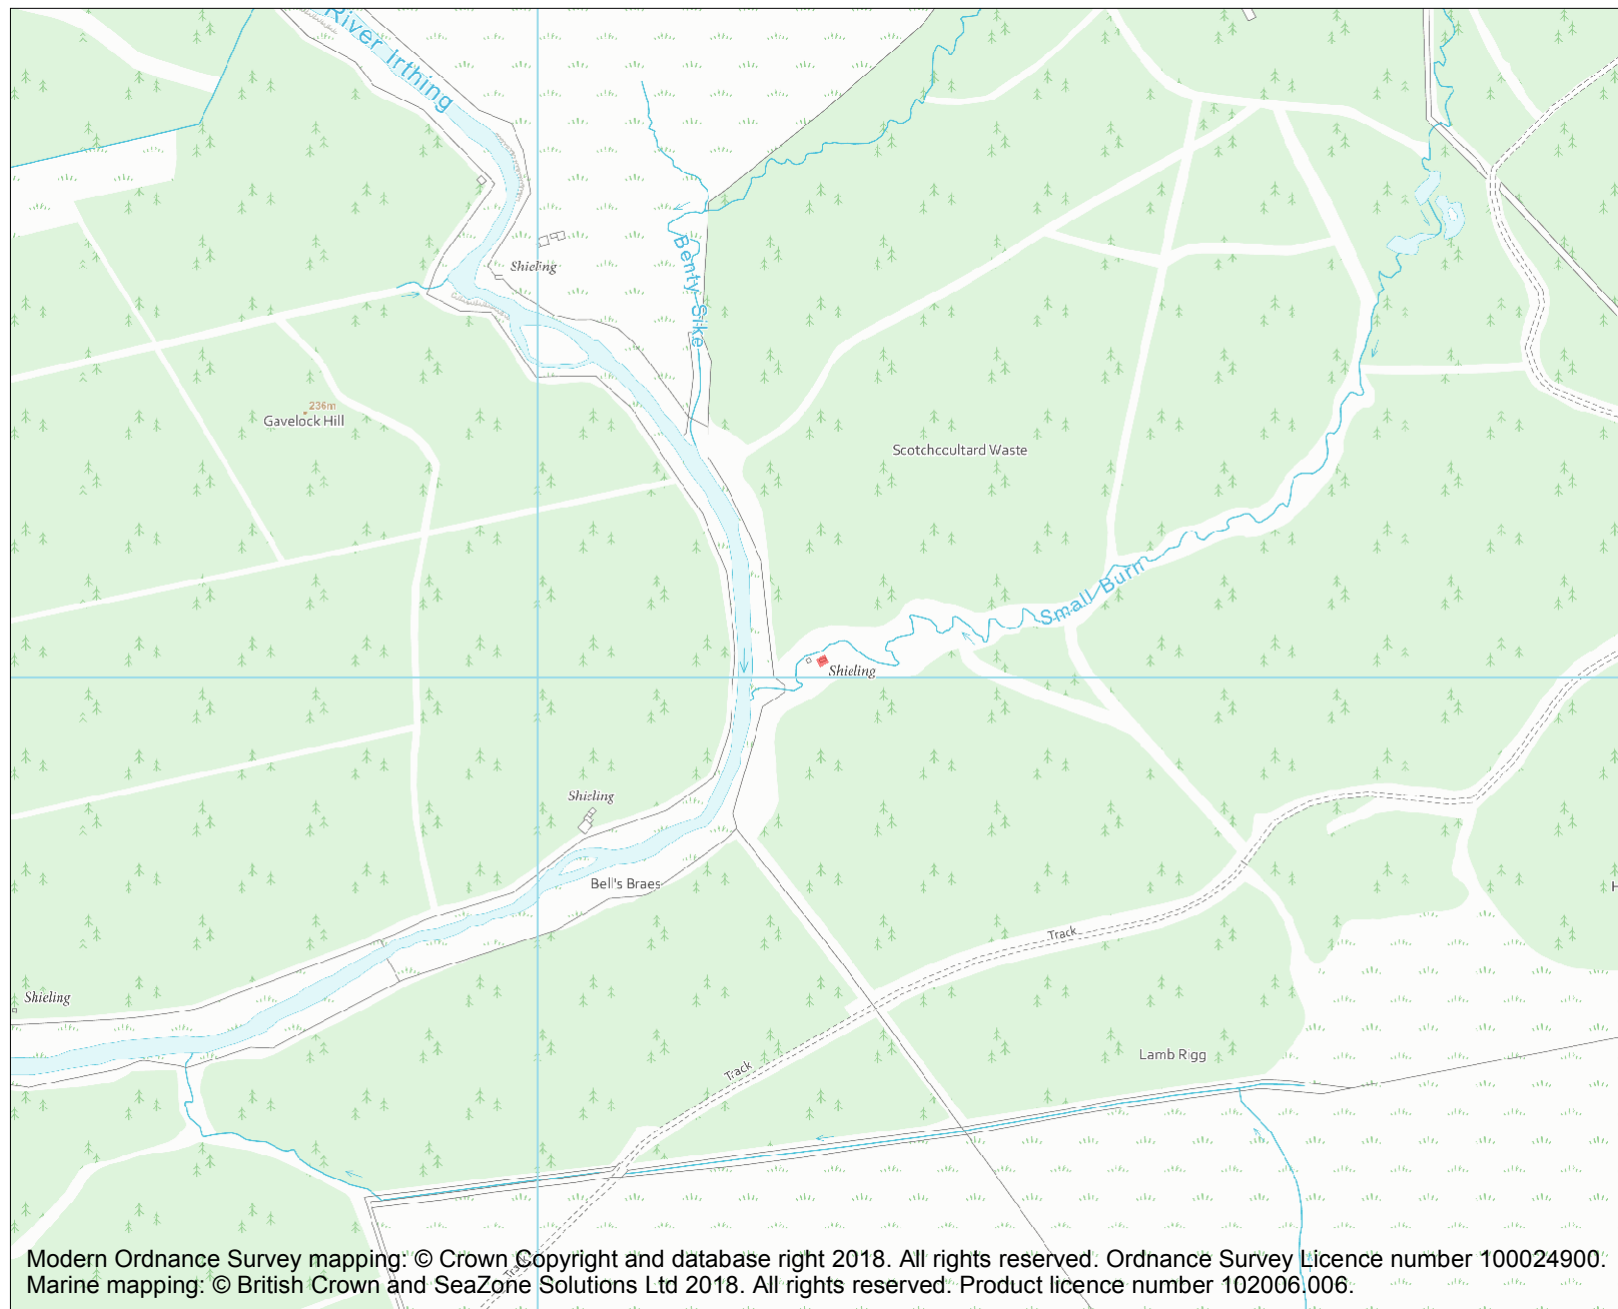 River Irthing
Shieling
Benty Sike
236m
Gavelock Hill
Scotchcoultard Waste
Small Burn
Shieling
Shieling
Bell's Braes
H
Track
Shieling
Lamb Rigg
Track
Track
Modern Ordnance Survey mapping: © Crown Copyright and database right 2018. All rights reserved. Ordnance Survey Licence number 100024900.
Marine mapping: © British Crown and SeaZone Solutions Ltd 2018. All rights reserved. Product licence number 102006.006.